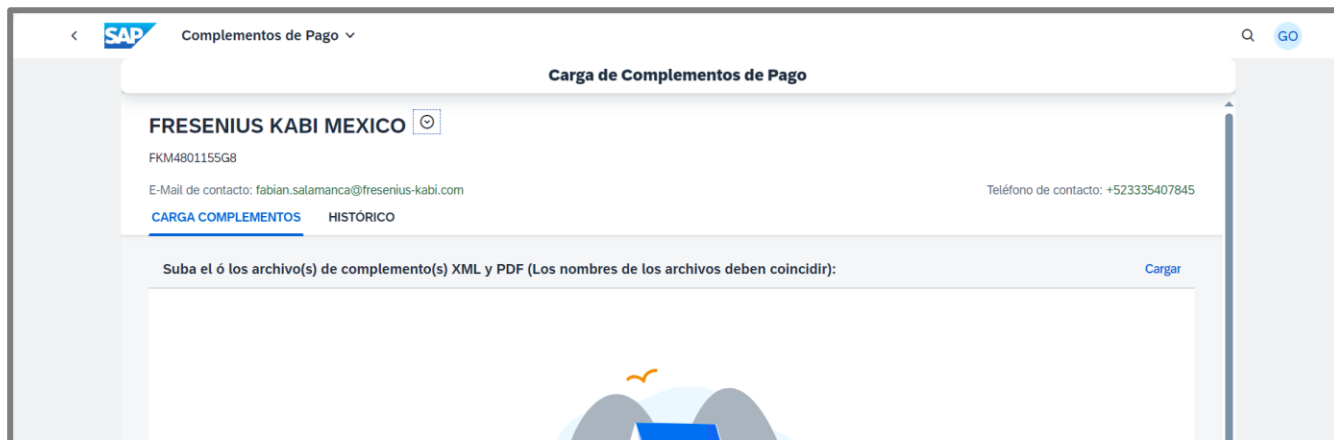 SAP Complementos de Pago
GO
Carga de Complementos de Pago
FRESENIUS KABI MEXICO
FKM4801155G8
E-Mail de contacto: fabian.salamanca@fresenius-kabi.com Teléfono de contacto: +523335407845
CARGA COMPLEMENTOS HISTÓRICO
Suba el ó los archivo(s) de complemento(s) XML y PDF (Los nombres de los archivos deben coincidir): Cargar